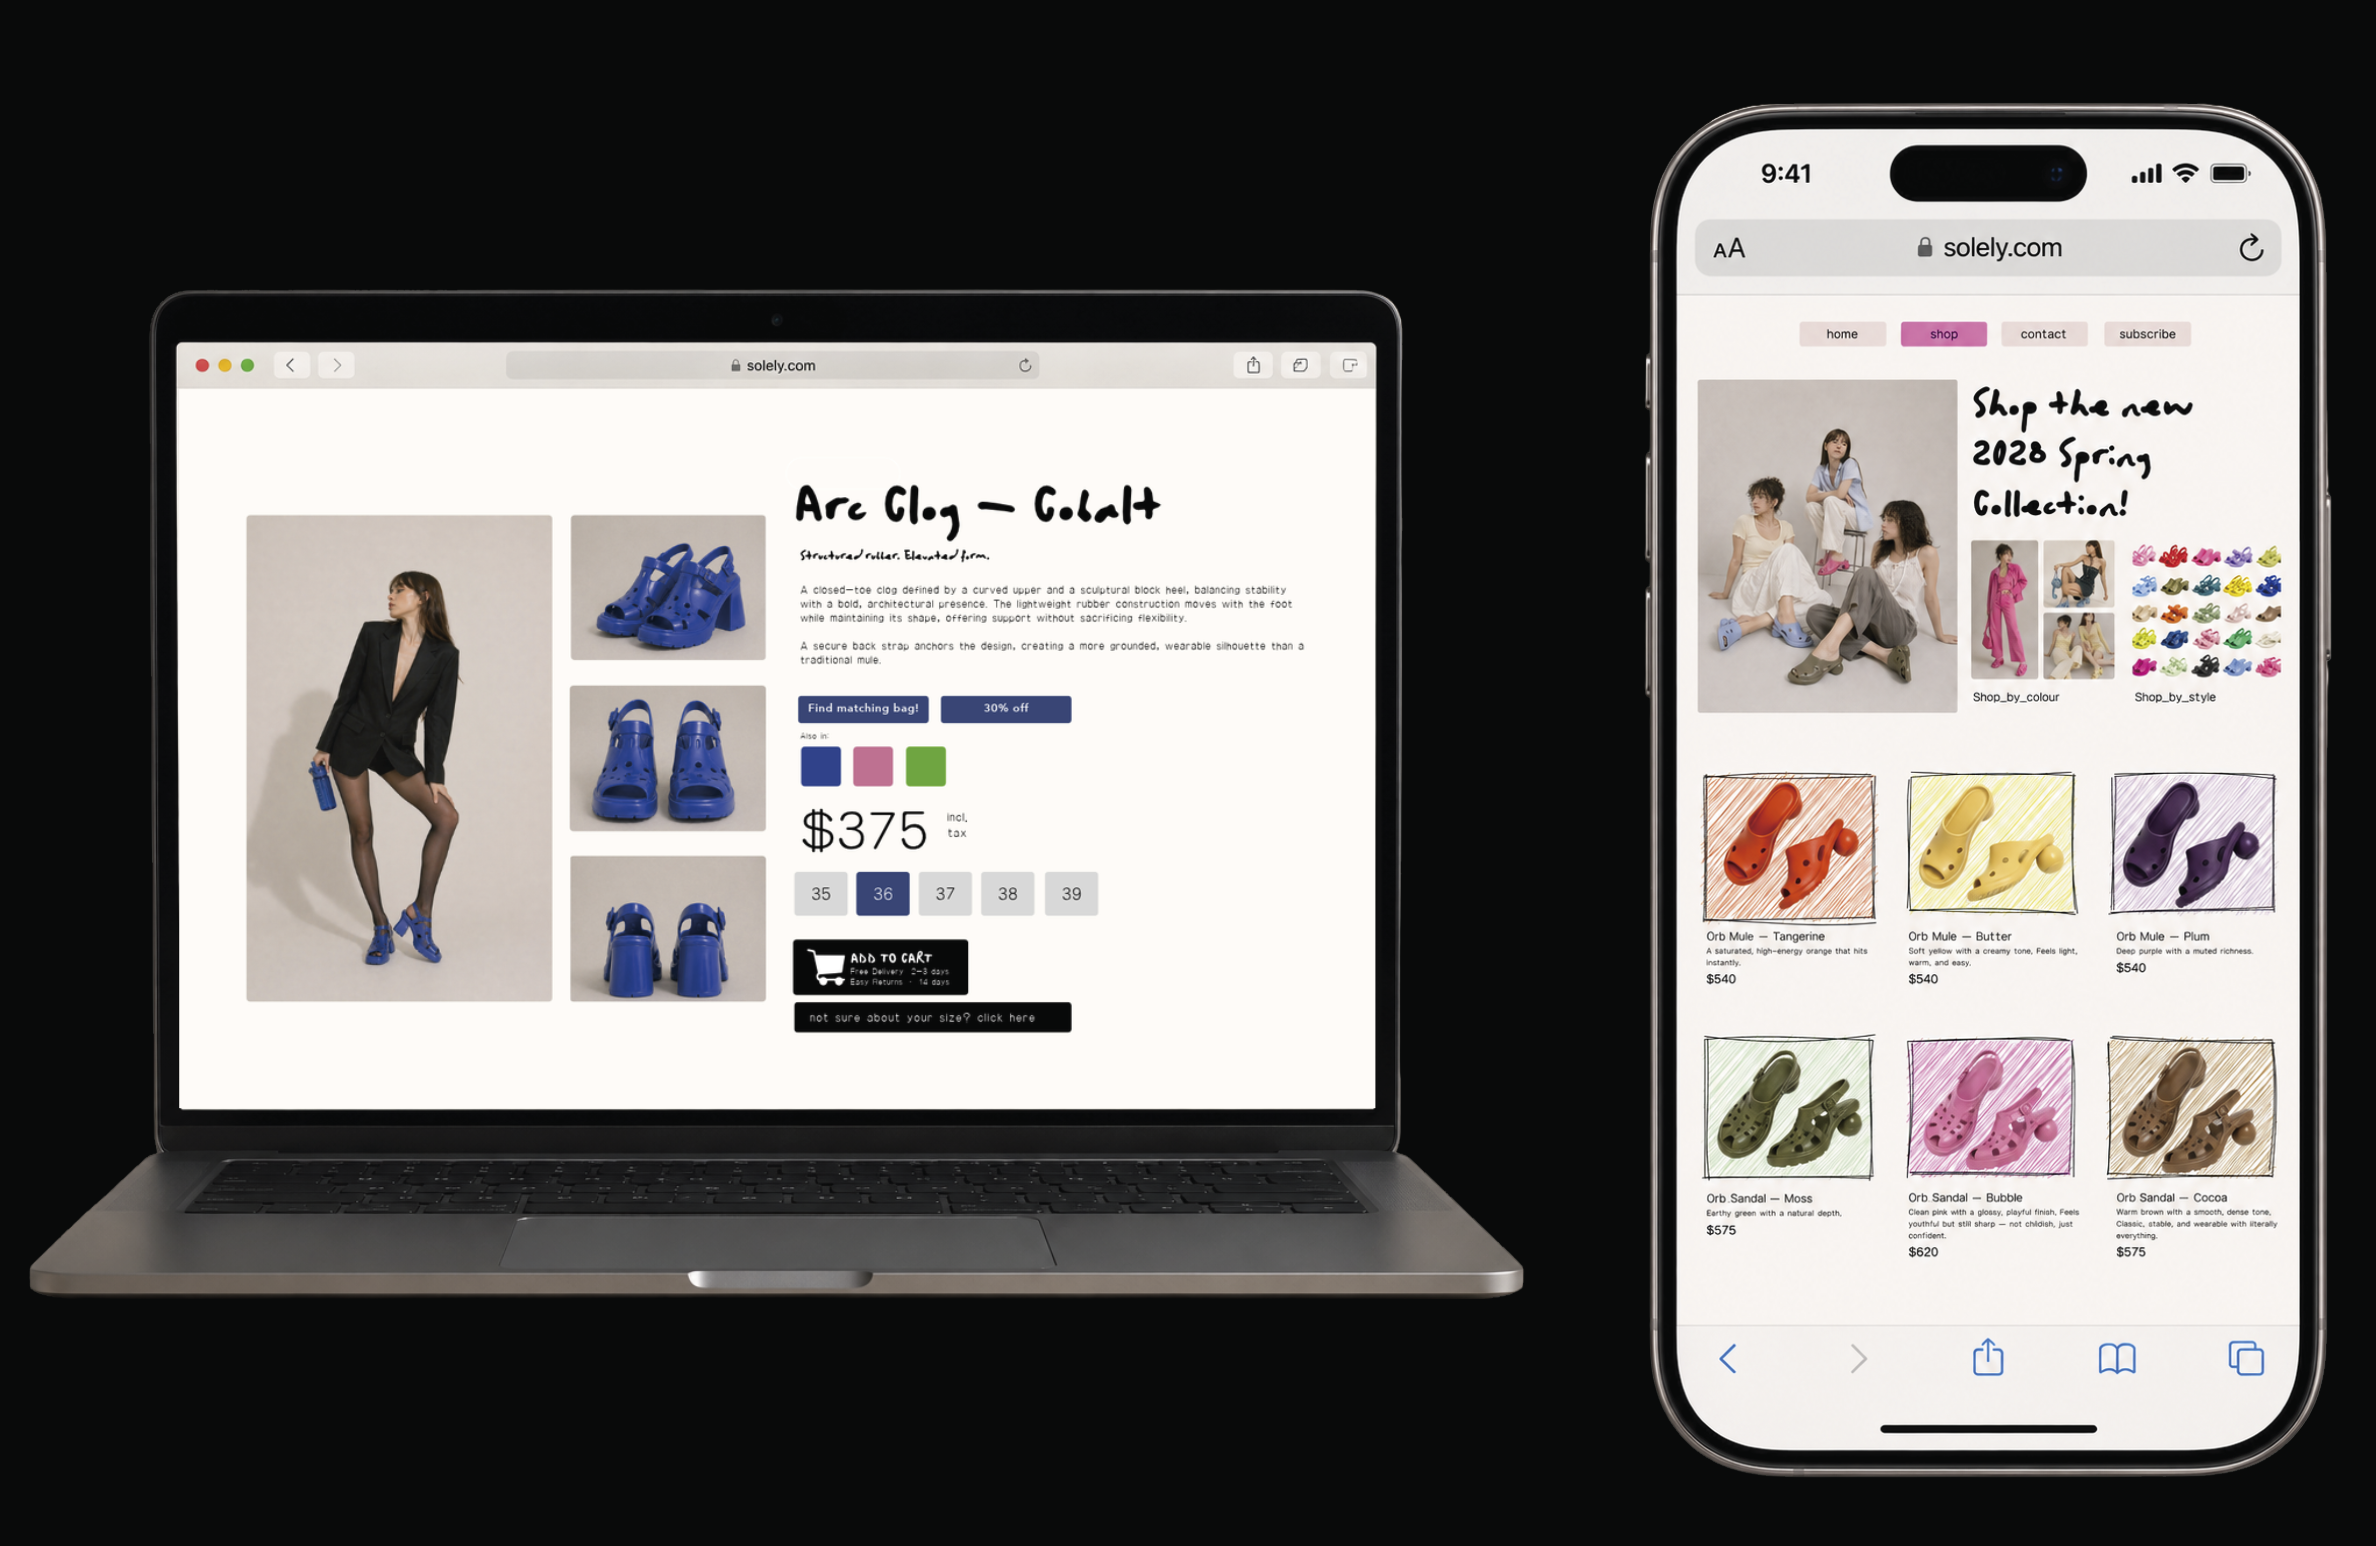 solely.com
Arc Clog — Cobalt
Structured rubber. Elevated form.
A closed-toe clog defined by a curved upper and a sculptural block heel, balancing stability
with a bold, architectural presence. The lightweight rubber construction moves with the foot
while maintaining its shape, offering support without sacrificing flexibility.
A secure back strap anchors the design, creating a more grounded, wearable silhouette than a
traditional mule.
Find matching bag! 30% off
Also in:
$375 incl.
tax
35 36 37 38 39
ADD TO CART
Free Delivery 2-3 days
Easy Returns - 14 days
not sure about your size? click here
9:41
AA solely.com
home shop contact subscribe
Shop the new
2028 Spring
Collection!
Shop_by_colour Shop_by_style
Orb Mule — Tangerine
A saturated, high-energy orange that hits
instantly.
$540
Orb Mule — Butter
Soft yellow with a creamy tone, Feels light,
warm, and easy.
$540
Orb Mule — Plum
Deep purple with a muted richness.
$540
Orb Sandal — Moss
Earthy green with a natural depth.
$575
Orb Sandal — Bubble
Clean pink with a glossy, playful finish, Feels
youthful but still sharp — not childish, just
confident.
$620
Orb Sandal — Cocoa
Warm brown with a smooth, dense tone,
Classic, stable, and wearable with literally
everything.
$575